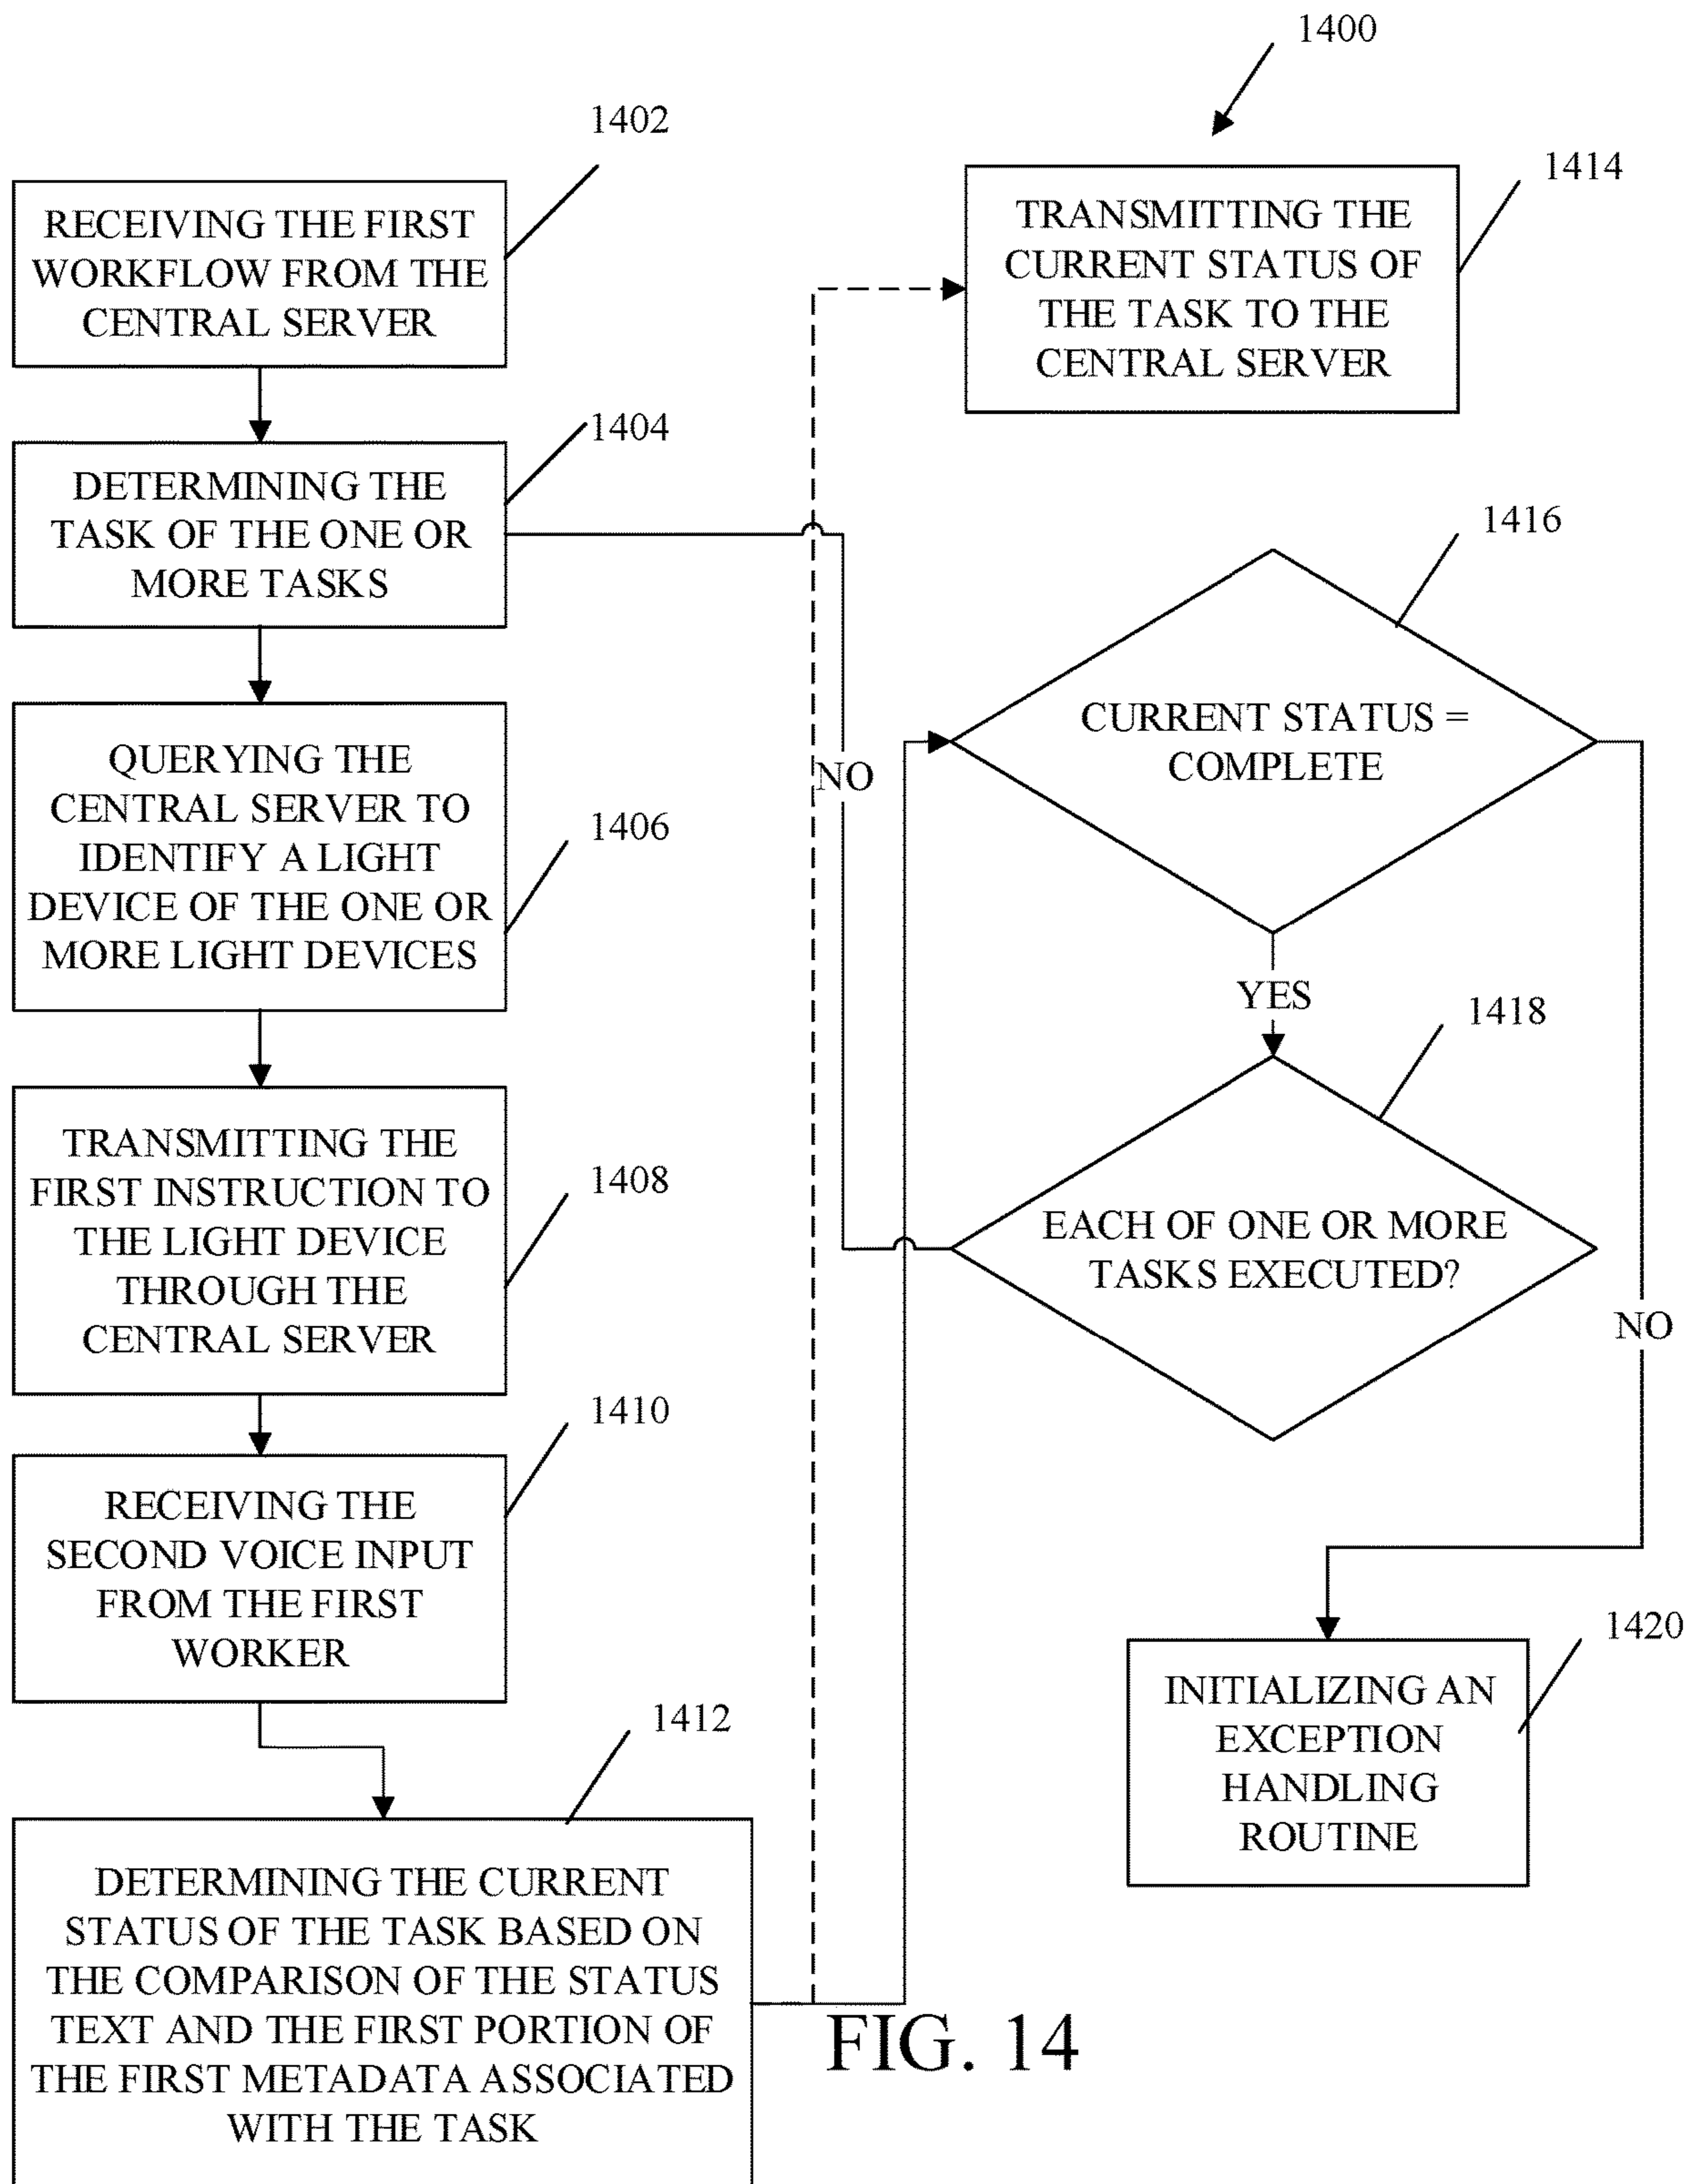 1400
1402
RECEIVING THE FIRST
WORKFLOW FROM THE
CENTRAL SERVER
1404
DETERMINING THE
TASK OF THE ONE OR
MORE TASKS
1406
QUERYING THE
CENTRAL SERVER TO
IDENTIFY A LIGHT
DEVICE OF THE ONE OR
MORE LIGHT DEVICES
1408
TRANSMITTING THE
FIRST INSTRUCTION TO
THE LIGHT DEVICE
THROUGH THE
CENTRAL SERVER
1410
RECEIVING THE
SECOND VOICE INPUT
FROM THE FIRST
WORKER
1412
DETERMINING THE CURRENT
STATUS OF THE TASK BASED ON
THE COMPARISON OF THE STATUS
TEXT AND THE FIRST PORTION OF
THE FIRST METADATA ASSOCIATED
WITH THE TASK
1414
TRANSMITTING THE
CURRENT STATUS OF
THE TASK TO THE
CENTRAL SERVER
1416
CURRENT STATUS =
COMPLETE
NO
YES
1418
EACH OF ONE OR MORE
TASKS EXECUTED?
NO
1420
INITIALIZING AN
EXCEPTION
HANDLING
ROUTINE
FIG. 14